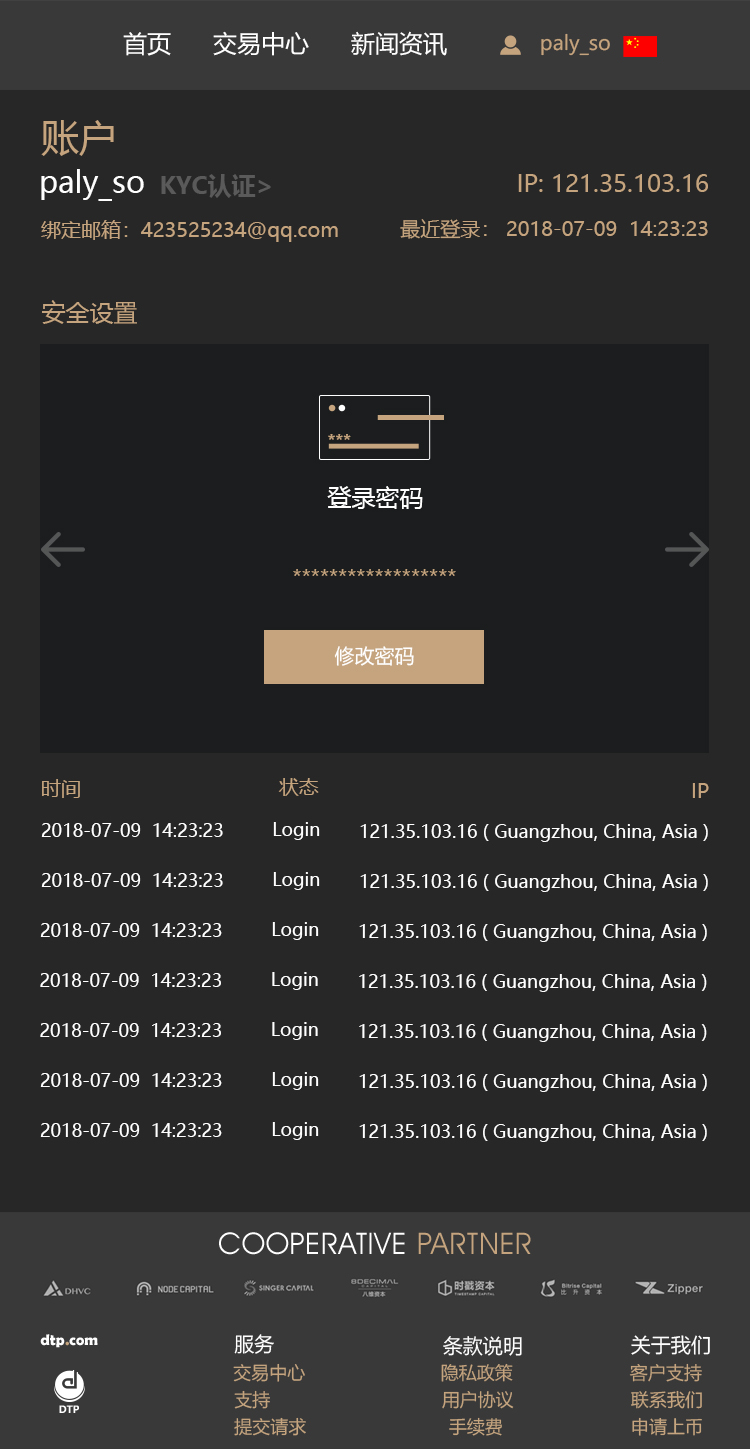 首页 交易中心 新闻资讯 paly_so
账户
paly_so KYC认证> IP: 121.35.103.16
绑定邮箱: 423525234@qq.com 最近登录: 2018-07-09 14:23:23
安全设置
***
登录密码
******************
修改密码
时间 状态 IP
2018-07-09 14:23:23 Login 121.35.103.16 ( Guangzhou, China, Asia )
2018-07-09 14:23:23 Login 121.35.103.16 ( Guangzhou, China, Asia )
2018-07-09 14:23:23 Login 121.35.103.16 ( Guangzhou, China, Asia )
2018-07-09 14:23:23 Login 121.35.103.16 ( Guangzhou, China, Asia )
2018-07-09 14:23:23 Login 121.35.103.16 ( Guangzhou, China, Asia )
2018-07-09 14:23:23 Login 121.35.103.16 ( Guangzhou, China, Asia )
2018-07-09 14:23:23 Login 121.35.103.16 ( Guangzhou, China, Asia )
COOPERATIVE PARTNER
DHVC NODE CAPITAL SINGER CAPITAL 8DECIMAL CAPITAL 八维资本 时戳资本 TIMESTAMP CAPITAL Bitrise Capital 比升资本 Zipper
dtp.com 服务 条款说明 关于我们
交易中心 隐私政策 客户支持
支持 用户协议 联系我们
DTP 提交请求 手续费 申请上币